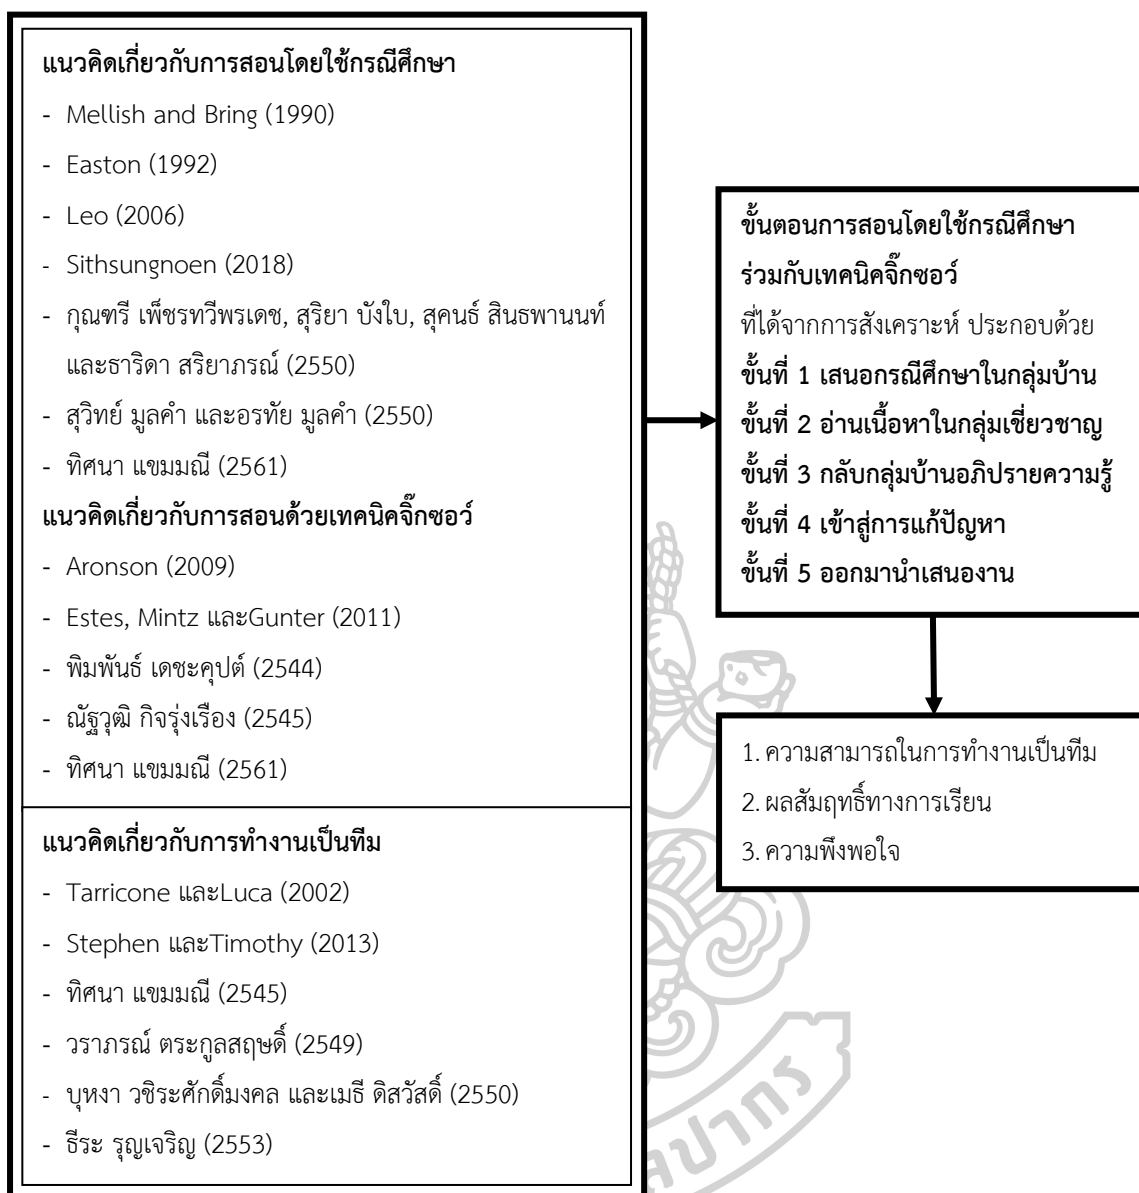 แนวคิดเกี่ยวกับการสอนโดยใช้กรณีศึกษา
- Mellish and Bring (1990)
- Easton (1992)
- Leo (2006)
- Sithsungnoen (2018)
- กุณฑรี เพ็ชรทวีพรเดช, สุริยา บังใบ, สุคนธ์ สินธพานนท์
และธาริดา สริยาภรณ์ (2550)
- สุวิทย์ มูลคำ และอรทัย มูลคำ (2550)
- ทิศนา แขมมณี (2561)
แนวคิดเกี่ยวกับการสอนด้วยเทคนิคจิ๊กซอว์
- Aronson (2009)
- Estes, Mintz และGunter (2011)
- พิมพันธ์ เดชะคุปต์ (2544)
- ณัฐวุฒิ กิจรุ่งเรือง (2545)
- ทิศนา แขมมณี (2561)
แนวคิดเกี่ยวกับการทำงานเป็นทีม
- Tarricone และLuca (2002)
- Stephen และTimothy (2013)
- ทิศนา แขมมณี (2545)
- วราภรณ์ ตระกูลสฤษดิ์ (2549)
- บุหงา วชิระศักดิ์มงคล และเมธี ดิสวัสดิ์ (2550)
- ธีระ รุญเจริญ (2553)
ขั้นตอนการสอนโดยใช้กรณีศึกษา
ร่วมกับเทคนิคจิ๊กซอว์
ที่ได้จากการสังเคราะห์ ประกอบด้วย
ขั้นที่ 1 เสนอกรณีศึกษาในกลุ่มบ้าน
ขั้นที่ 2 อ่านเนื้อหาในกลุ่มเชี่ยวชาญ
ขั้นที่ 3 กลับกลุ่มบ้านอภิปรายความรู้
ขั้นที่ 4 เข้าสู่การแก้ปัญหา
ขั้นที่ 5 ออกมานำเสนองาน
1. ความสามารถในการทำงานเป็นทีม
2. ผลสัมฤทธิ์ทางการเรียน
3. ความพึงพอใจ